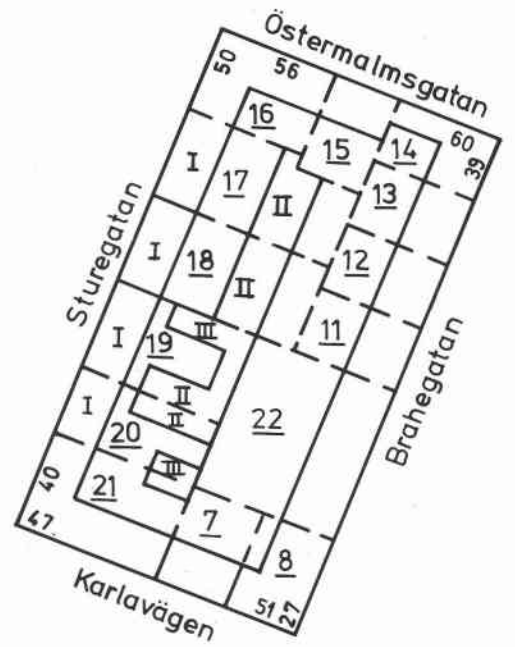 Östermalmsgatan
50
56
60
39
16
15
14
I
17
II
13
Sturegatan
I
18
II
12
11
I
19
III
Brahegatan
22
I
II
II
20
III
21
7
8
40
47.
51
27
Karlavägen